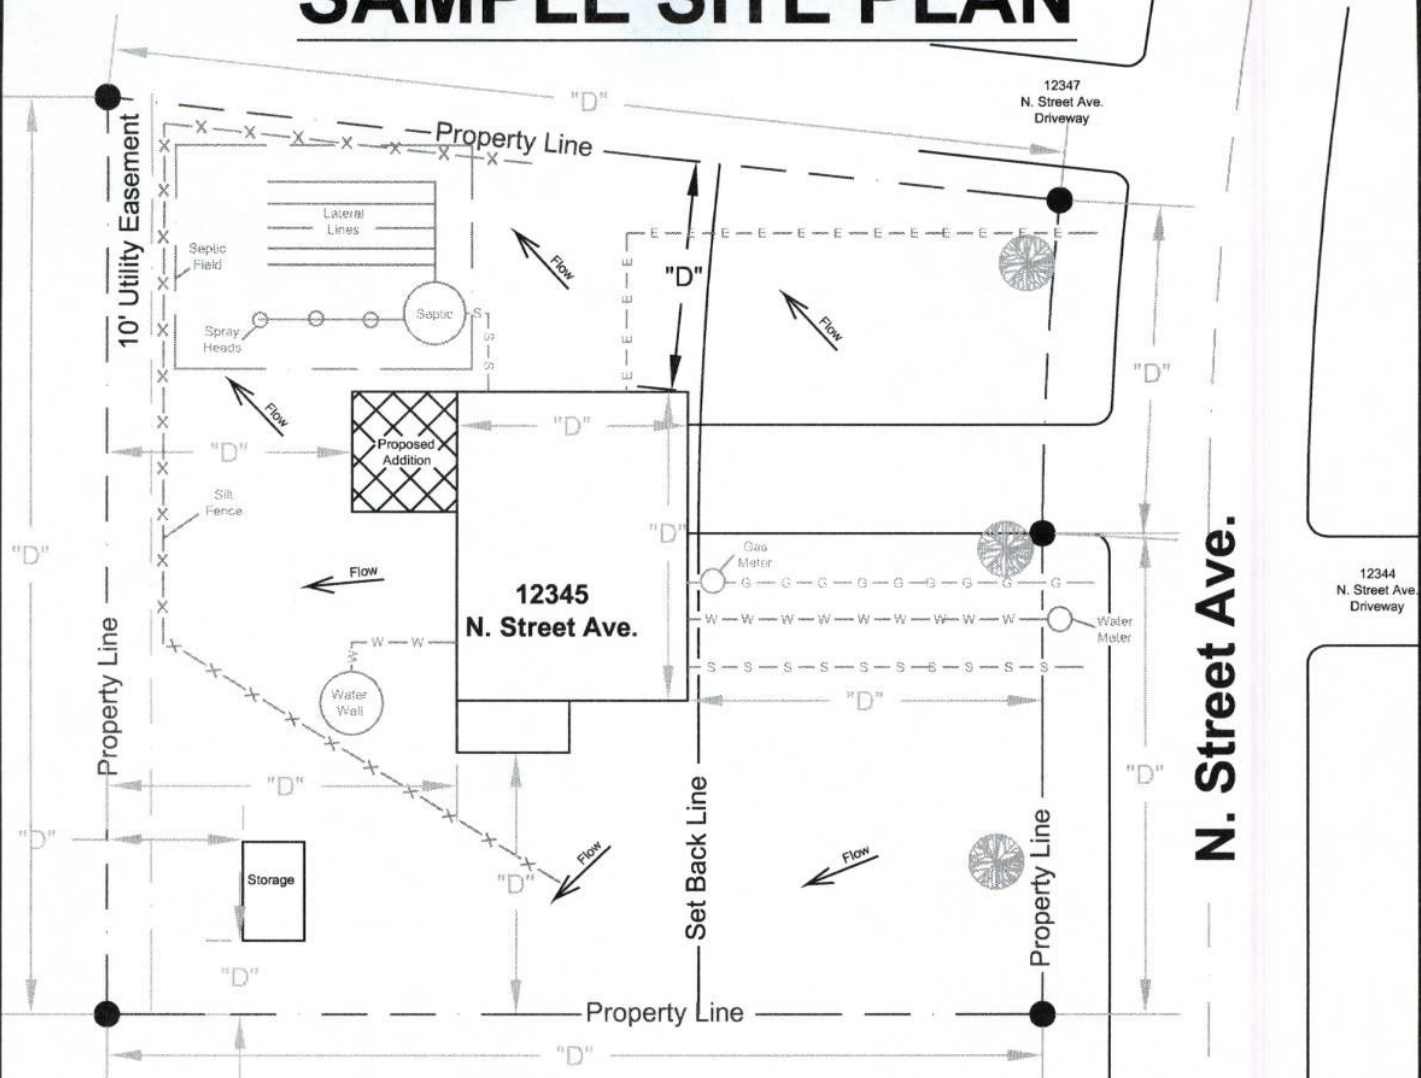 SAMPLE SITE PLAN
"D"
12347
N. Street Ave.
Driveway
Property Line
10' Utility Easement
Lateral
Lines
Septic
Field
Septic
Spray
Heads
S
S
S
X X X X X X X
X X X X X X X X X X X
E E E E E E E E E E E E
E E E E
Flow
"D"
Flow
"D"
Flow
"D"
"D"
Proposed
Addition
Silt
Fence
"D"
"D"
Gas
Meter
G G G G G G G G G
Flow
12345
N. Street Ave.
W W W W W W W W W
Water
Meter
12344
N. Street Ave.
Driveway
W W
W
S S S S S S S S S S
Water
Wall
"D"
X X X X X X X X X X
Property Line
"D"
"D"
"D"
N. Street Ave.
Storage
"D"
Flow
Flow
Set Back Line
Property Line
"D"
Property Line
"D"